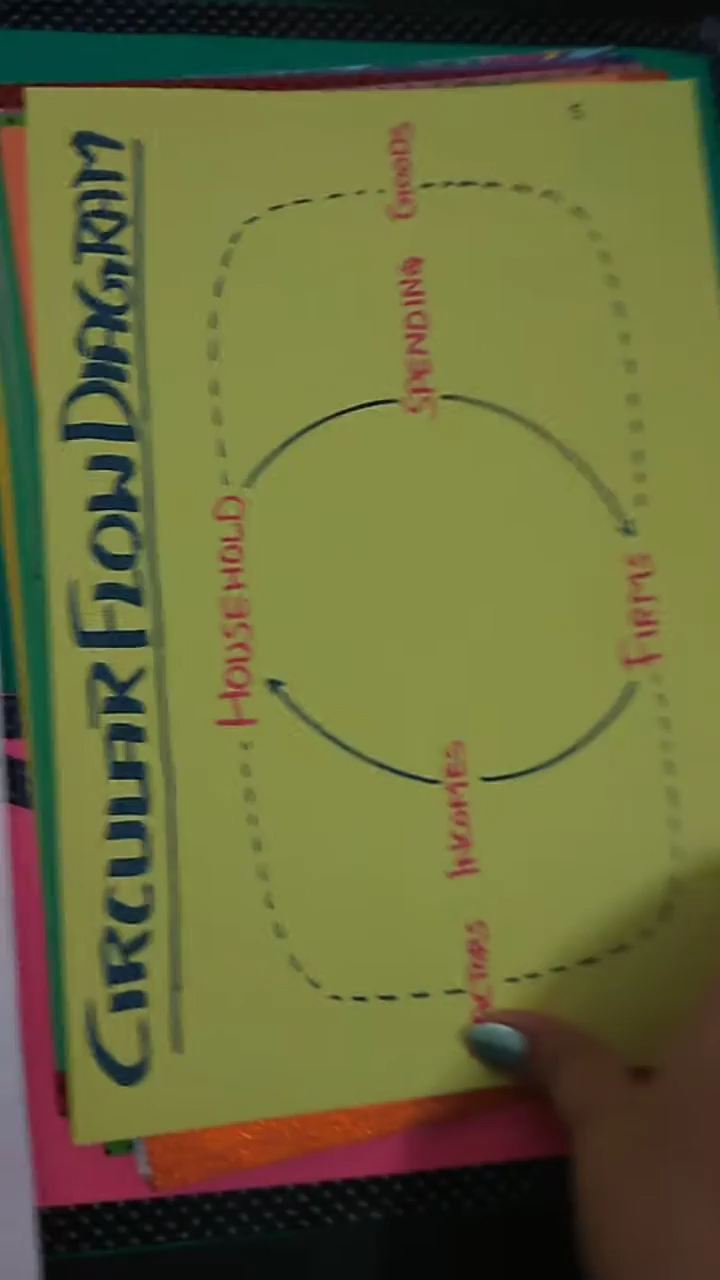 CIRCULAR FLOW DIAGRAM
HOUSEHOLD
INCOMES
SPENDING
GOODS
FIRMS